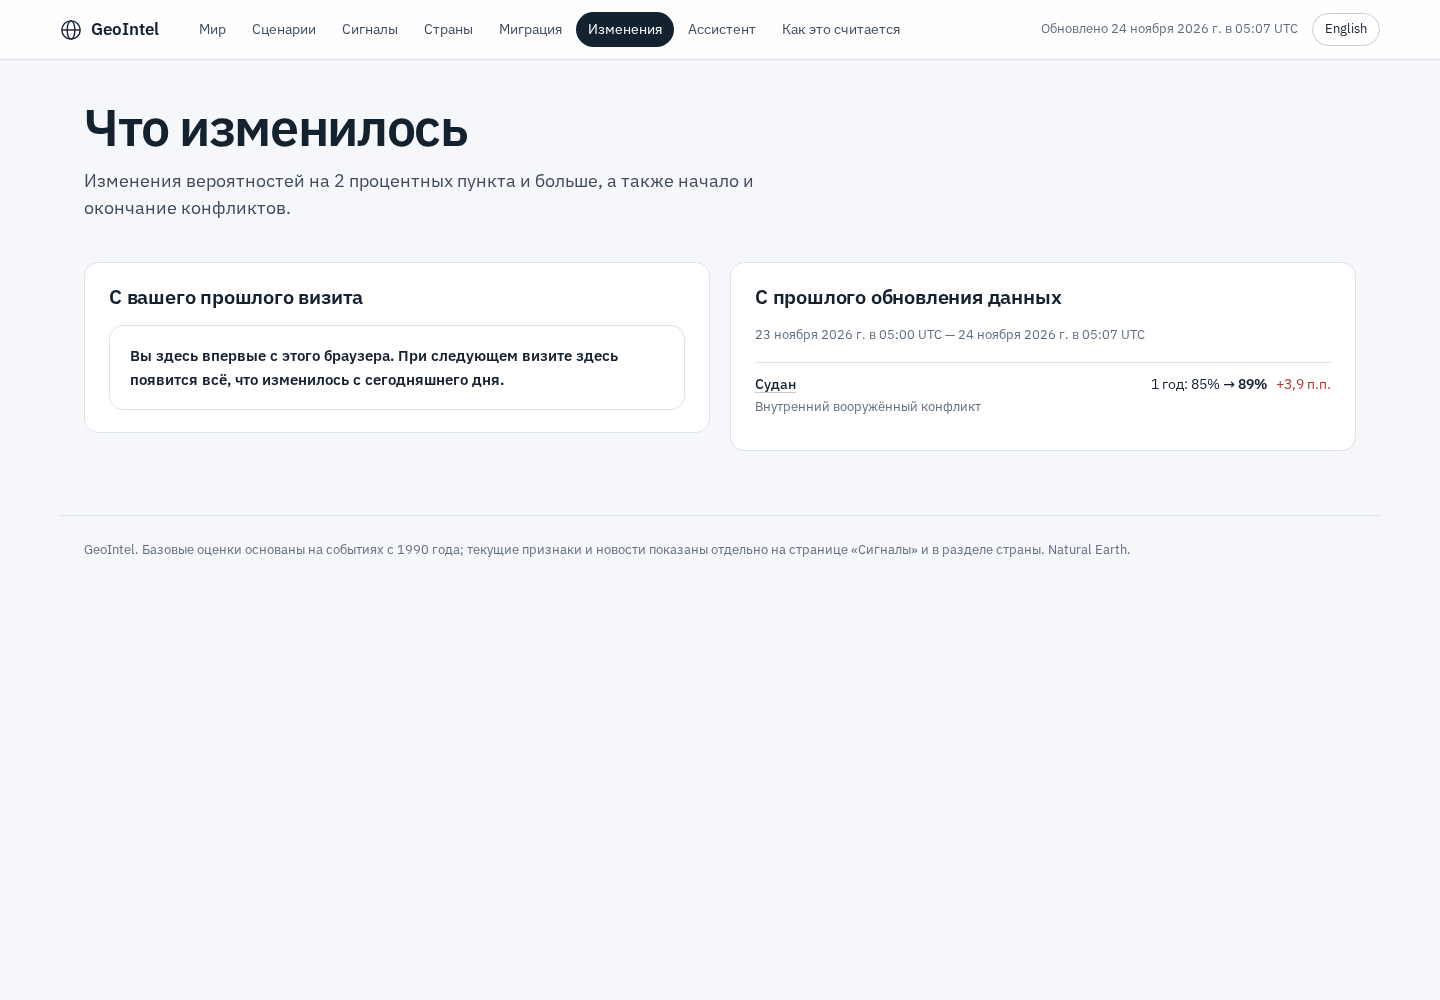 GeoIntel
Мир
Сценарии
Сигналы
Страны
Миграция
Изменения
Ассистент
Как это считается
Обновлено 24 ноября 2026 г. в 05:07 UTC
English
Что изменилось
Изменения вероятностей на 2 процентных пункта и больше, а также начало и
окончание конфликтов.
С вашего прошлого визита
Вы здесь впервые с этого браузера. При следующем визите здесь
появится всё, что изменилось с сегодняшнего дня.
С прошлого обновления данных
23 ноября 2026 г. в 05:00 UTC — 24 ноября 2026 г. в 05:07 UTC
Судан
1 год: 85% → 89% +3,9 п.п.
Внутренний вооружённый конфликт
GeoIntel. Базовые оценки основаны на событиях с 1990 года; текущие признаки и новости показаны отдельно на странице «Сигналы» и в разделе страны. Natural Earth.